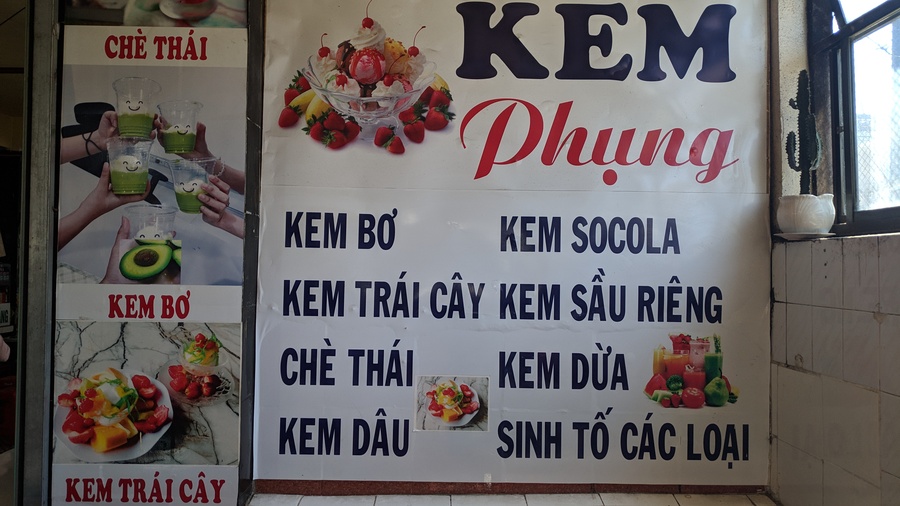 CHÈ THÁI
KEM BƠ
KEM TRÁI CÂY
KEM
Phụng
KEM BƠ
KEM SOCOLA
KEM TRÁI CÂY
KEM SẦU RIÊNG
CHÈ THÁI
KEM DỪA
KEM DÂU
SINH TỐ CÁC LOẠI